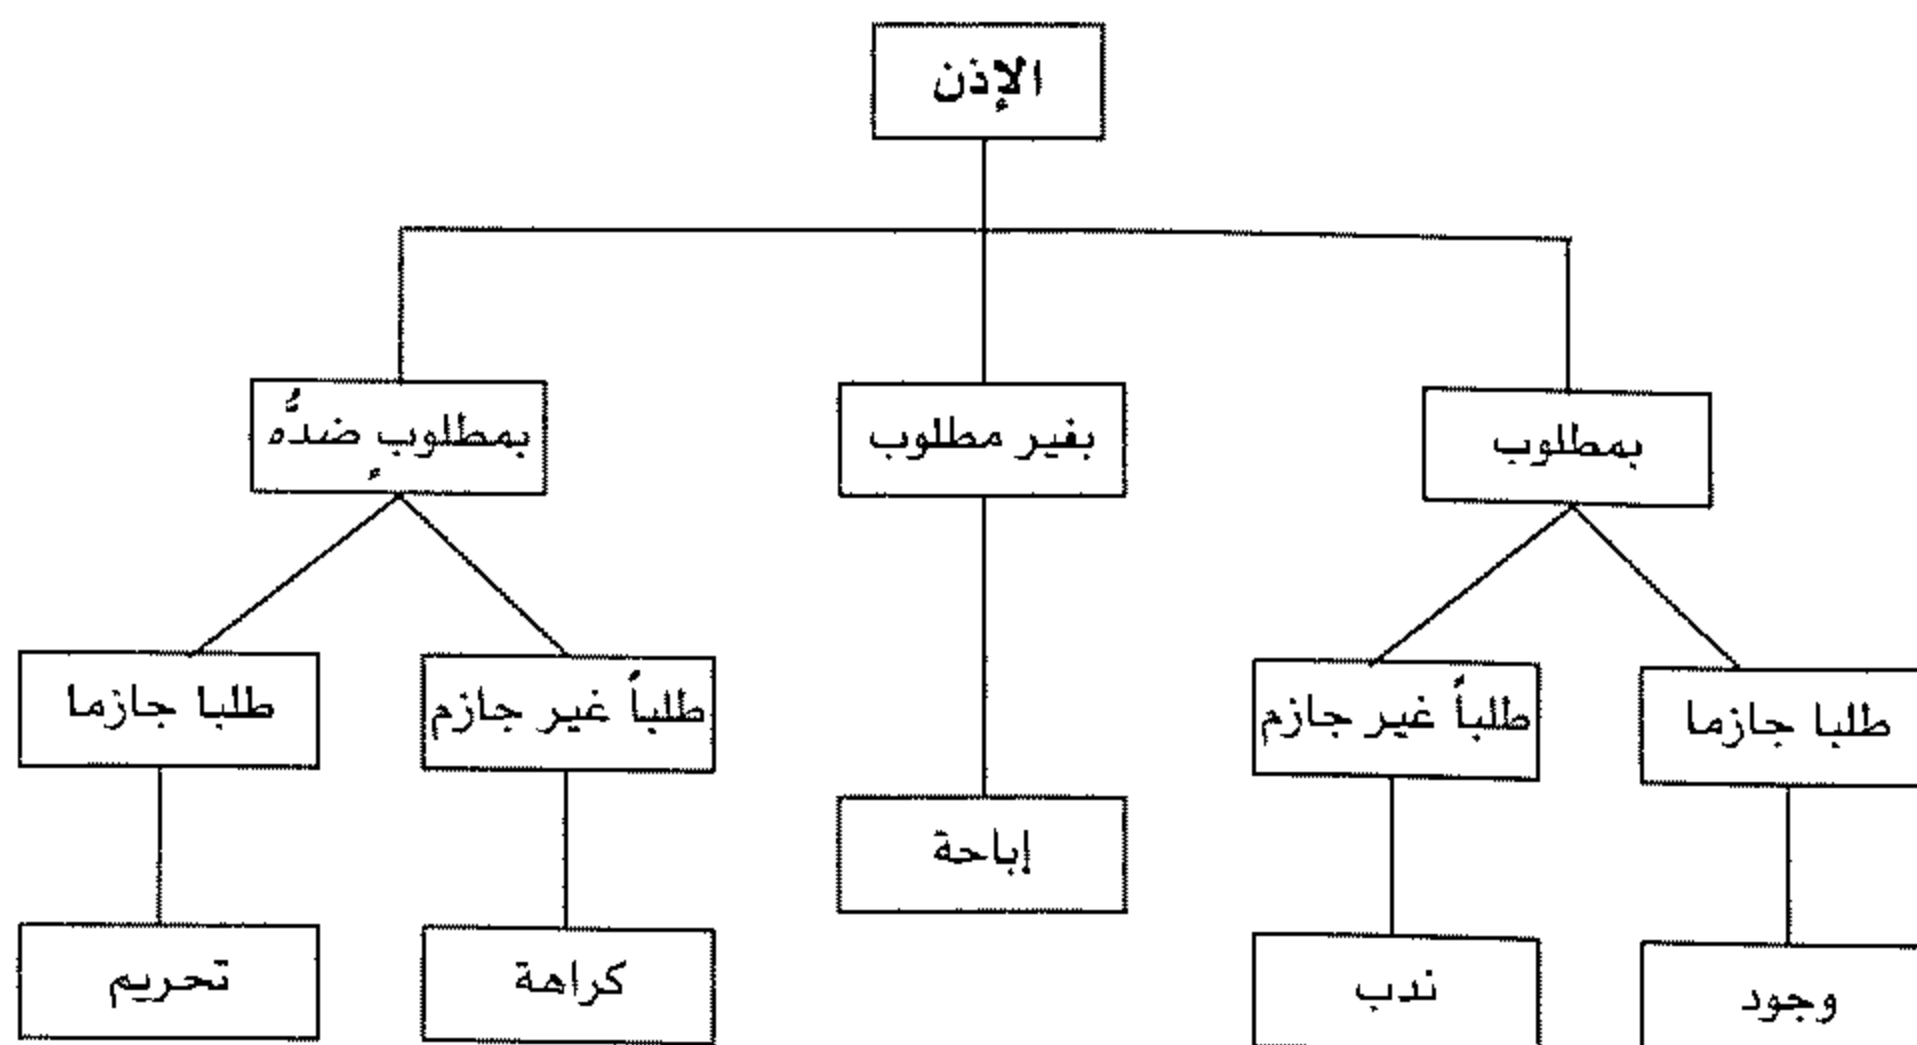 الإذن
بمطلوب
بغير مطلوب
بمطلوبٍ ضدُّه
طلبا جازما
طلباً غير جازم
طلباً غير جازم
طلبا جازما
إباحة
وجود
ندب
كراهة
تحريم